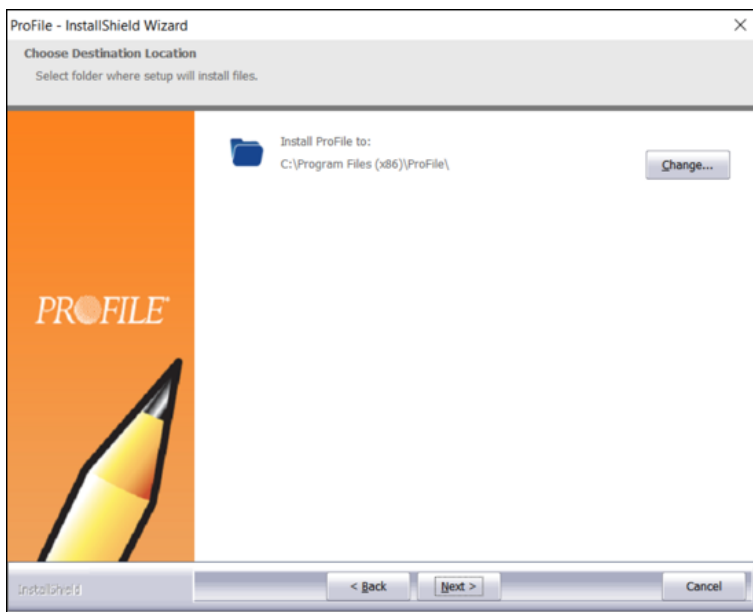 ProFile - InstallShield Wizard
Choose Destination Location
Select folder where setup will install files.
Install ProFile to:
C:\Program Files (x86)\ProFile\
Change...
PROFILE
InstallShield
< Back
Next >
Cancel